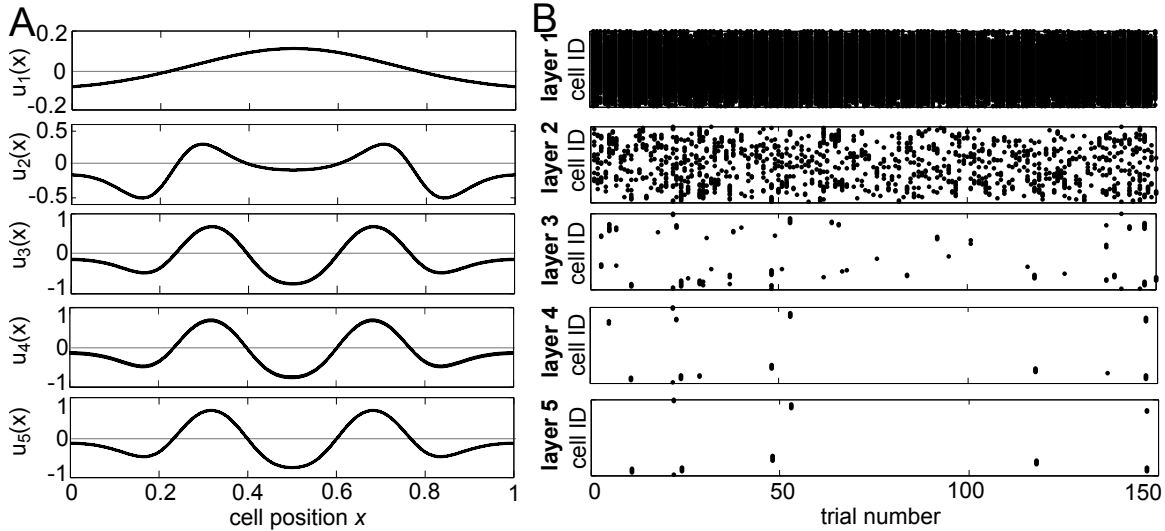 A
0.2
0
-0.2
u1(x)
0.5
0
-0.5
u2(x)
1
0
-1
u3(x)
1
0
-1
u4(x)
1
0
-1
u5(x)
0 0.2 0.4 0.6 0.8 1
cell position x
B
layer 1
cell ID
layer 2
cell ID
layer 3
cell ID
layer 4
cell ID
layer 5
cell ID
0 50 100 150
trial number